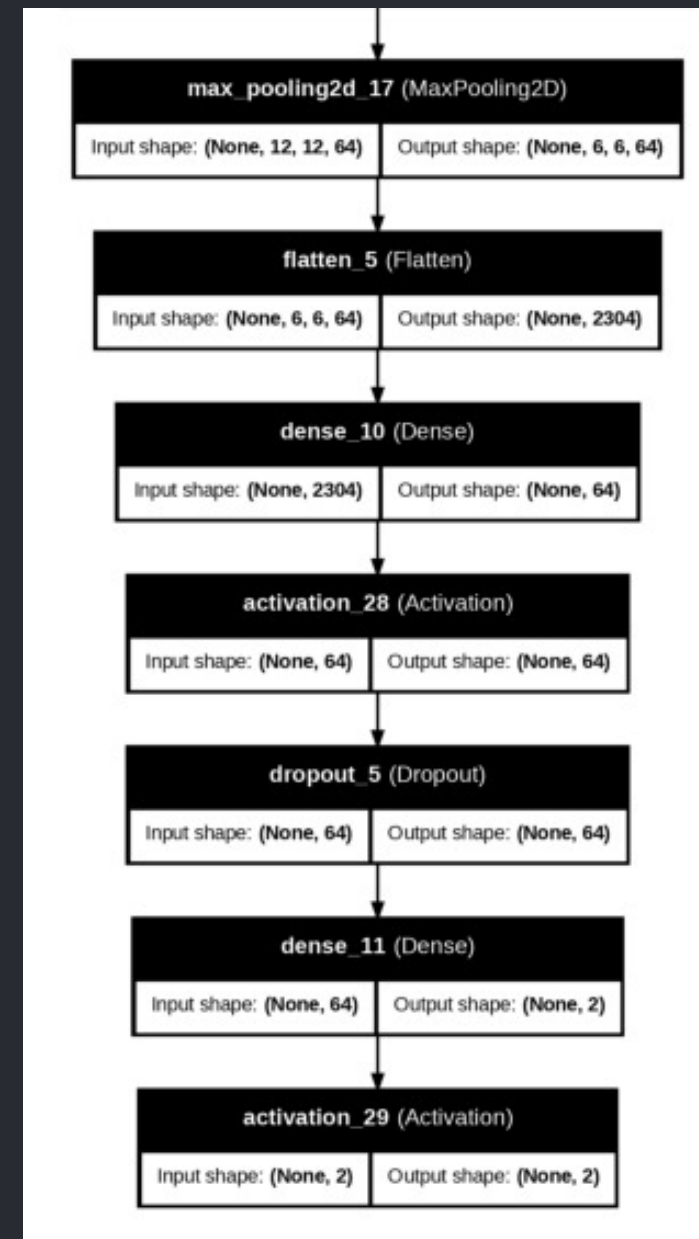 max_pooling2d_17 (MaxPooling2D)
Input shape: (None, 12, 12, 64) Output shape: (None, 6, 6, 64)
flatten_5 (Flatten)
Input shape: (None, 6, 6, 64) Output shape: (None, 2304)
dense_10 (Dense)
Input shape: (None, 2304) Output shape: (None, 64)
activation_28 (Activation)
Input shape: (None, 64) Output shape: (None, 64)
dropout_5 (Dropout)
Input shape: (None, 64) Output shape: (None, 64)
dense_11 (Dense)
Input shape: (None, 64) Output shape: (None, 2)
activation_29 (Activation)
Input shape: (None, 2) Output shape: (None, 2)